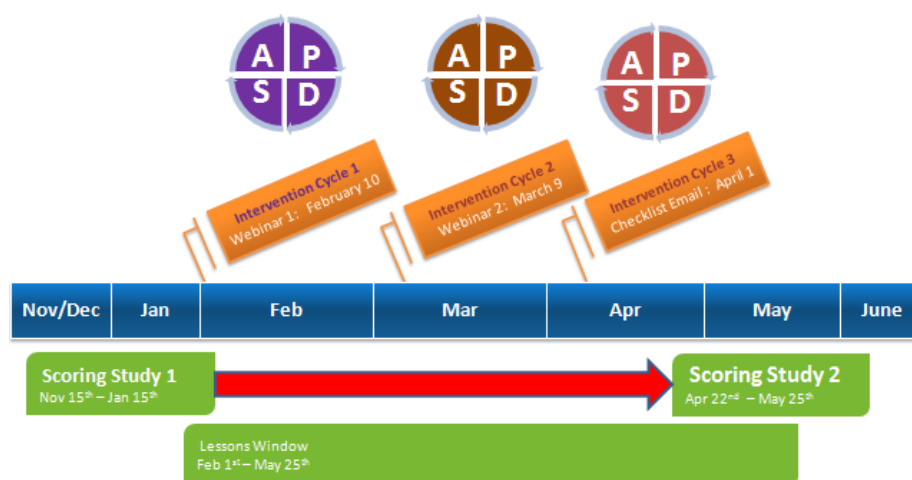 A P
S D
A P
S D
A P
S D
Intervention Cycle 1
Webinar 1: February 10
Intervention Cycle 2
Webinar 2: March 9
Intervention Cycle 3
Checklist Email : April 1
Nov/Dec
Jan
Feb
Mar
Apr
May
June
Scoring Study 1
Nov 15th – Jan 15th
Scoring Study 2
Apr 22nd – May 25th
Lessons Window
Feb 1st – May 25th